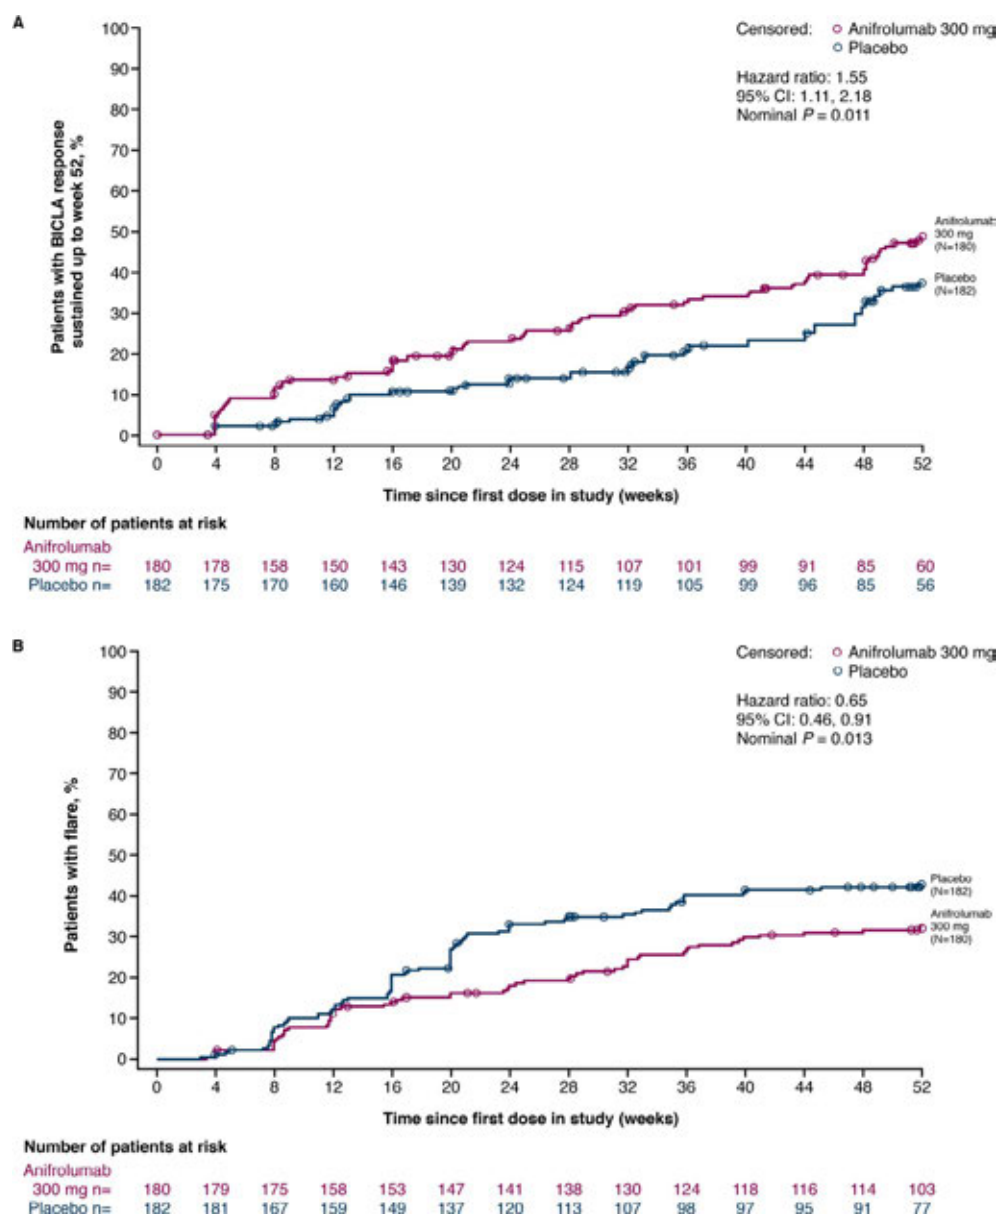 A
Censored: Anifrolumab 300 mg
Placebo
Hazard ratio: 1.55
95% CI: 1.11, 2.18
Nominal P = 0.011
Patients with BICLA response
sustained up to week 52, %
100
90
80
70
60
50
40
30
20
10
0
Anifrolumab
300 mg
(N=180)
Placebo
(N=182)
0 4 8 12 16 20 24 28 32 36 40 44 48 52
Time since first dose in study (weeks)
Number of patients at risk
Anifrolumab
300 mg n= 180 178 158 150 143 130 124 115 107 101 99 91 85 60
Placebo n= 182 175 170 160 146 139 132 124 119 105 99 96 85 56
B
Censored: Anifrolumab 300 mg
Placebo
Hazard ratio: 0.65
95% CI: 0.46, 0.91
Nominal P = 0.013
Patients with flare, %
100
90
80
70
60
50
40
30
20
10
0
Placebo
(N=182)
Anifrolumab
300 mg
(N=180)
0 4 8 12 16 20 24 28 32 36 40 44 48 52
Time since first dose in study (weeks)
Number of patients at risk
Anifrolumab
300 mg n= 180 179 175 158 153 147 141 138 130 124 118 116 114 103
Placebo n= 182 181 167 159 149 137 120 113 107 98 97 95 91 77